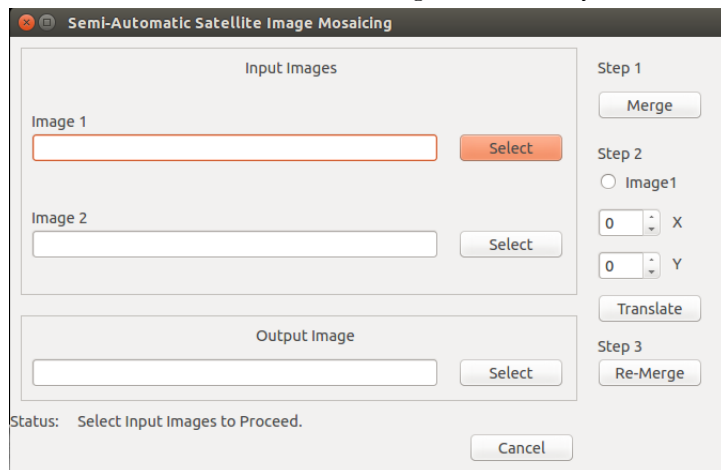 Semi-Automatic Satellite Image Mosaicing
Input Images
Image 1
Select
Image 2
Select
Output Image
Select
Status: Select Input Images to Proceed.
Cancel
Step 1
Merge
Step 2
Image1
0 X
0 Y
Translate
Step 3
Re-Merge